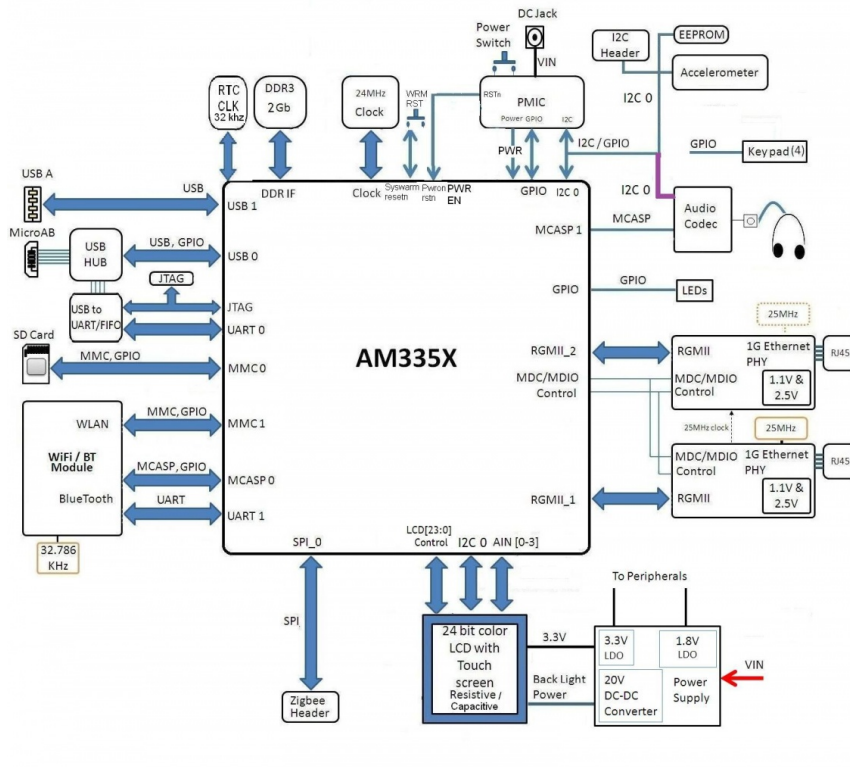 DC Jack
Power
Switch
VIN
I2C
Header
EEPROM
Accelerometer
I2C 0
RTC
CLK
32 khz
DDR3
2Gb
24MHz
Clock
WRM
RST
RSTn
PMIC
Power GPIO I2C
PWR
I2C / GPIO
GPIO
Key pad (4)
USB A
USB
USB 1
DDR IF
Clock
Syswarm
resetn
Pwron
rstn
PWR
EN
GPIO
I2C 0
I2C 0
MCASP
MCASP 1
Audio
Codec
MicroAB
USB
HUB
USB, GPIO
USB 0
JTAG
JTAG
USB to
UART/FIFO
UART 0
GPIO
GPIO
LEDs
SD Card
MMC, GPIO
MMC 0
AM335X
25MHz
RGMII_2
RGMII
1G Ethernet
PHY
RJ45
MDC/MDIO
Control
MDC/MDIO
Control
1.1V &
2.5V
WLAN
MMC, GPIO
MMC 1
25MHz clock
25MHz
WiFi / BT
Module
MCASP, GPIO
MCASP 0
MDC/MDIO
Control
1G Ethernet
PHY
RJ45
BlueTooth
UART
UART 1
RGMII_1
RGMII
1.1V &
2.5V
32.786
KHz
SPI_0
LCD[23:0]
Control
I2C 0
AIN [0-3]
SPI
Zigbee
Header
24 bit color
LCD with
Touch
screen
Resistive /
Capacitive
3.3V
Back Light
Power
To Peripherals
3.3V
LDO
1.8V
LDO
20V
DC-DC
Converter
Power
Supply
VIN